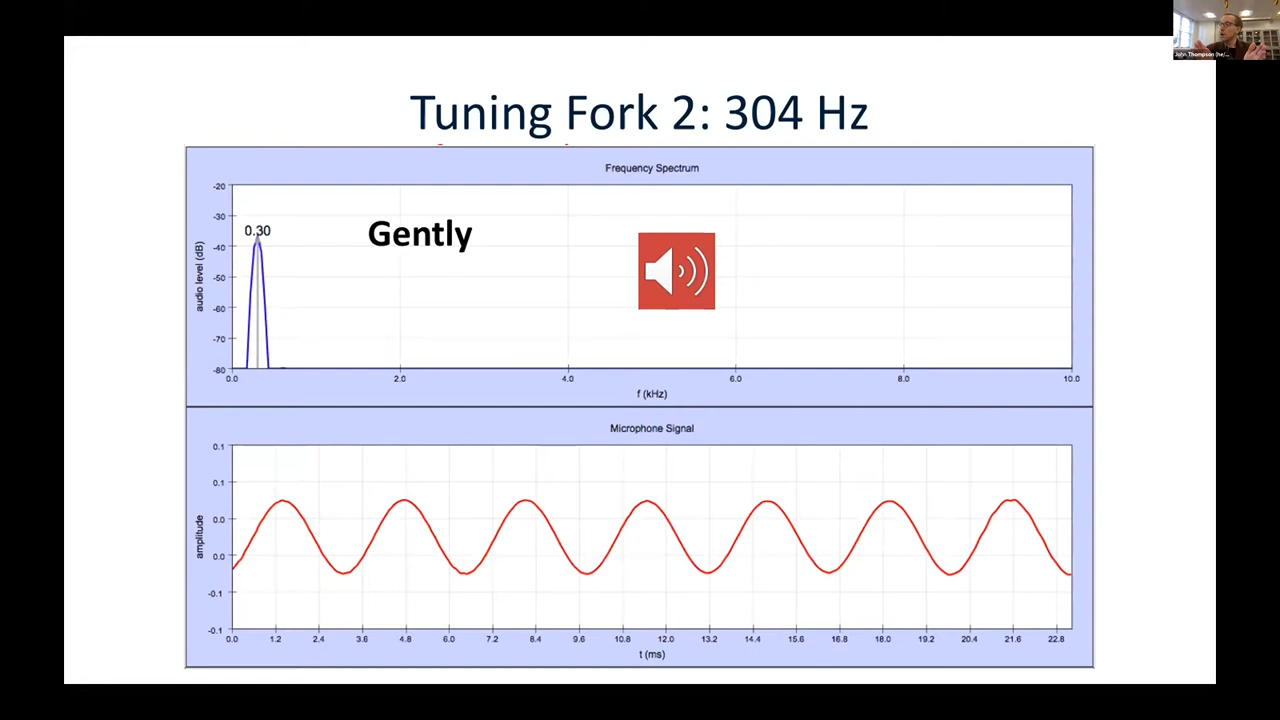 John Thompson (he/...
Tuning Fork 2: 304 Hz
Frequency Spectrum
-20
-30
-40
-50
-60
-70
-80
audio level (dB)
0.30
Gently
0.0 2.0 4.0 6.0 8.0 10.0
f (kHz)
Microphone Signal
0.1
0.1
0.0
0.0
-0.1
-0.1
amplitude
0.0 1.2 2.4 3.6 4.8 6.0 7.2 8.4 9.6 10.8 12.0 13.2 14.4 15.6 16.8 18.0 19.2 20.4 21.6 22.8
t (ms)